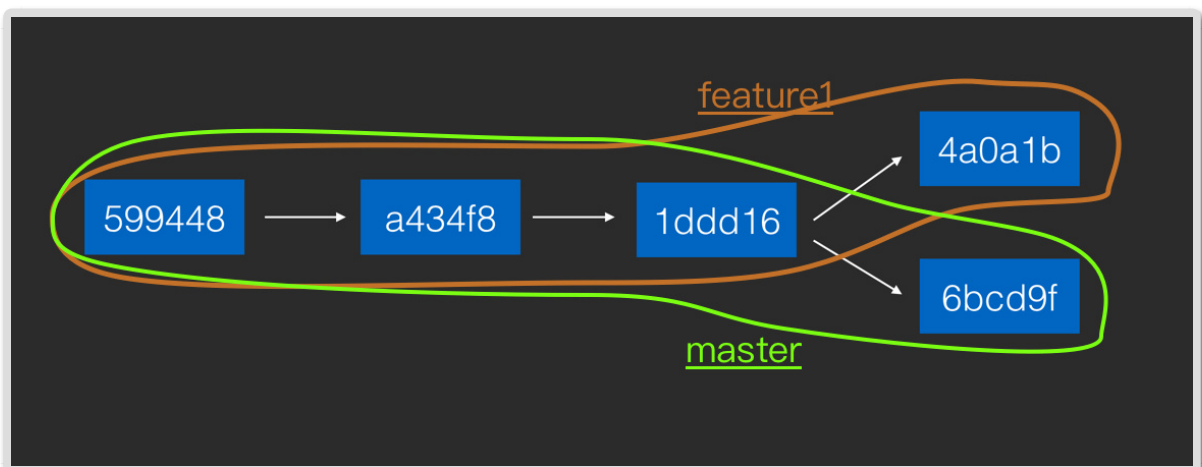 feature1
4a0a1b
599448
a434f8
1ddd16
6bcd9f
master